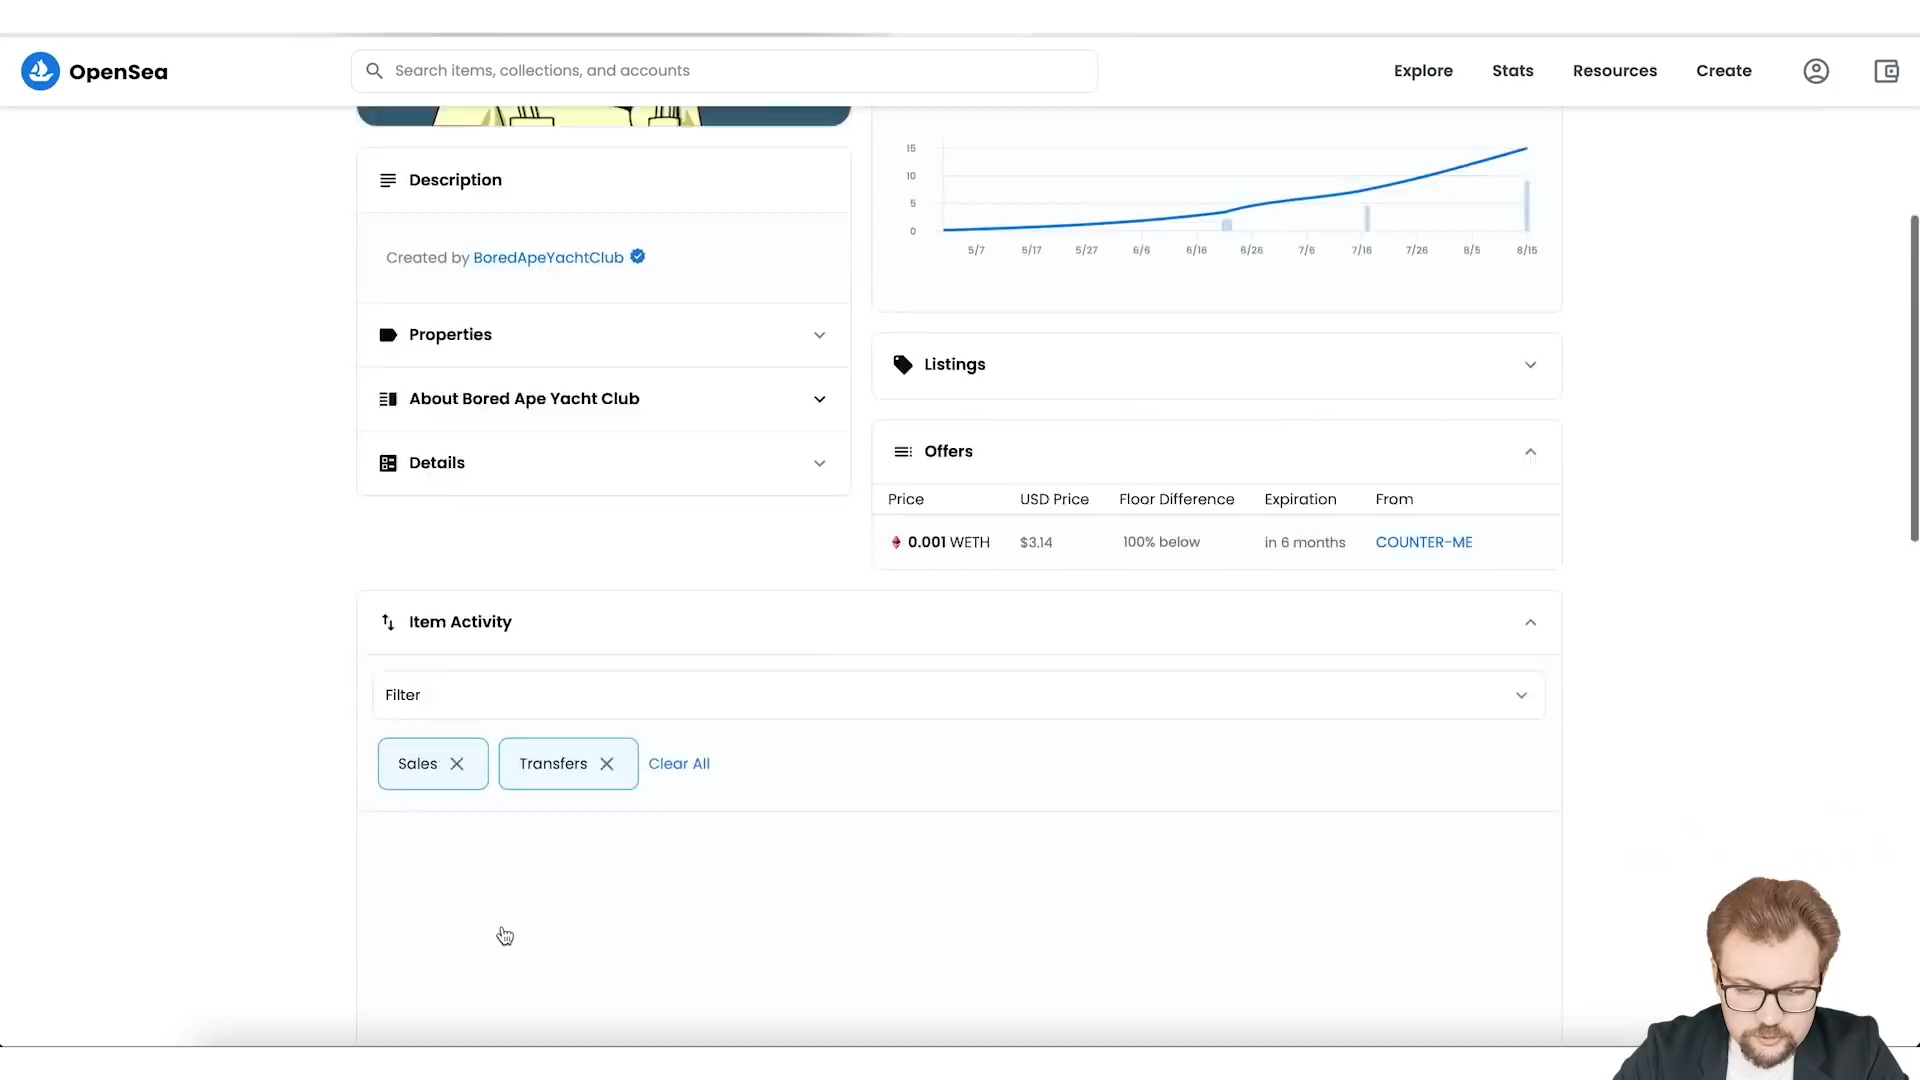 OpenSea
Search items, collections, and accounts
Explore
Stats
Resources
Create
Description
Created by BoredApeYachtClub
Properties
About Bored Ape Yacht Club
Details
15
10
5
0
5/7 5/17 5/27 6/6 6/16 6/26 7/6 7/16 7/26 8/5 8/15
Listings
Offers
Price USD Price Floor Difference Expiration From
0.001 WETH $3.14 100% below in 6 months COUNTER-ME
Item Activity
Filter
Sales Transfers Clear All